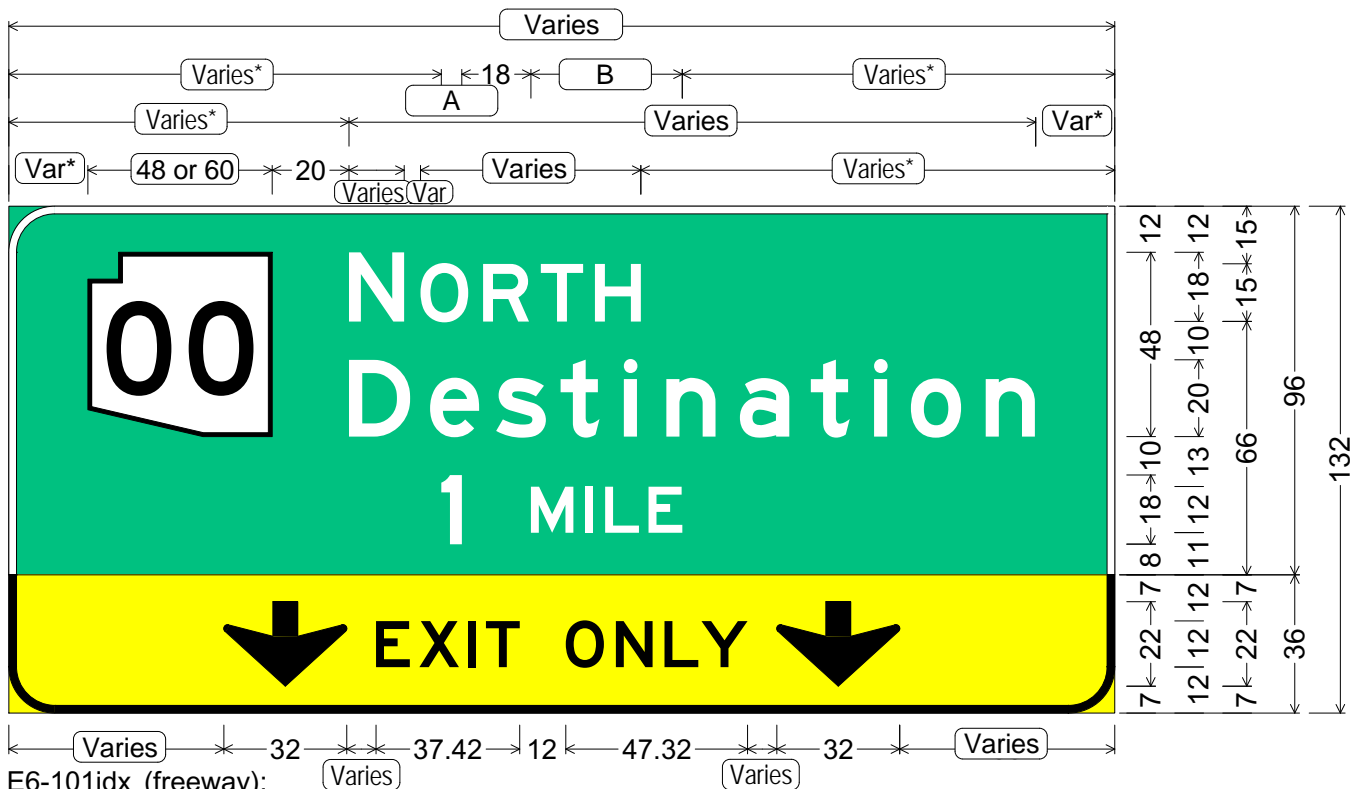 Varies
Varies* 18 B Varies*
A
Varies* Varies Var*
Var* 48 or 60 20 Varies Varies*
Varies Var
NORTH
00
Destination
1 MILE
EXIT ONLY
12 48 10 18 8 7 22 7
12 18 10 20 13 12 11 12 12 12
15 15 66 7 22 7
96 36
132
Varies 32 37.42 12 47.32 32 Varies
Varies Varies
E6-101jdx (freeway):